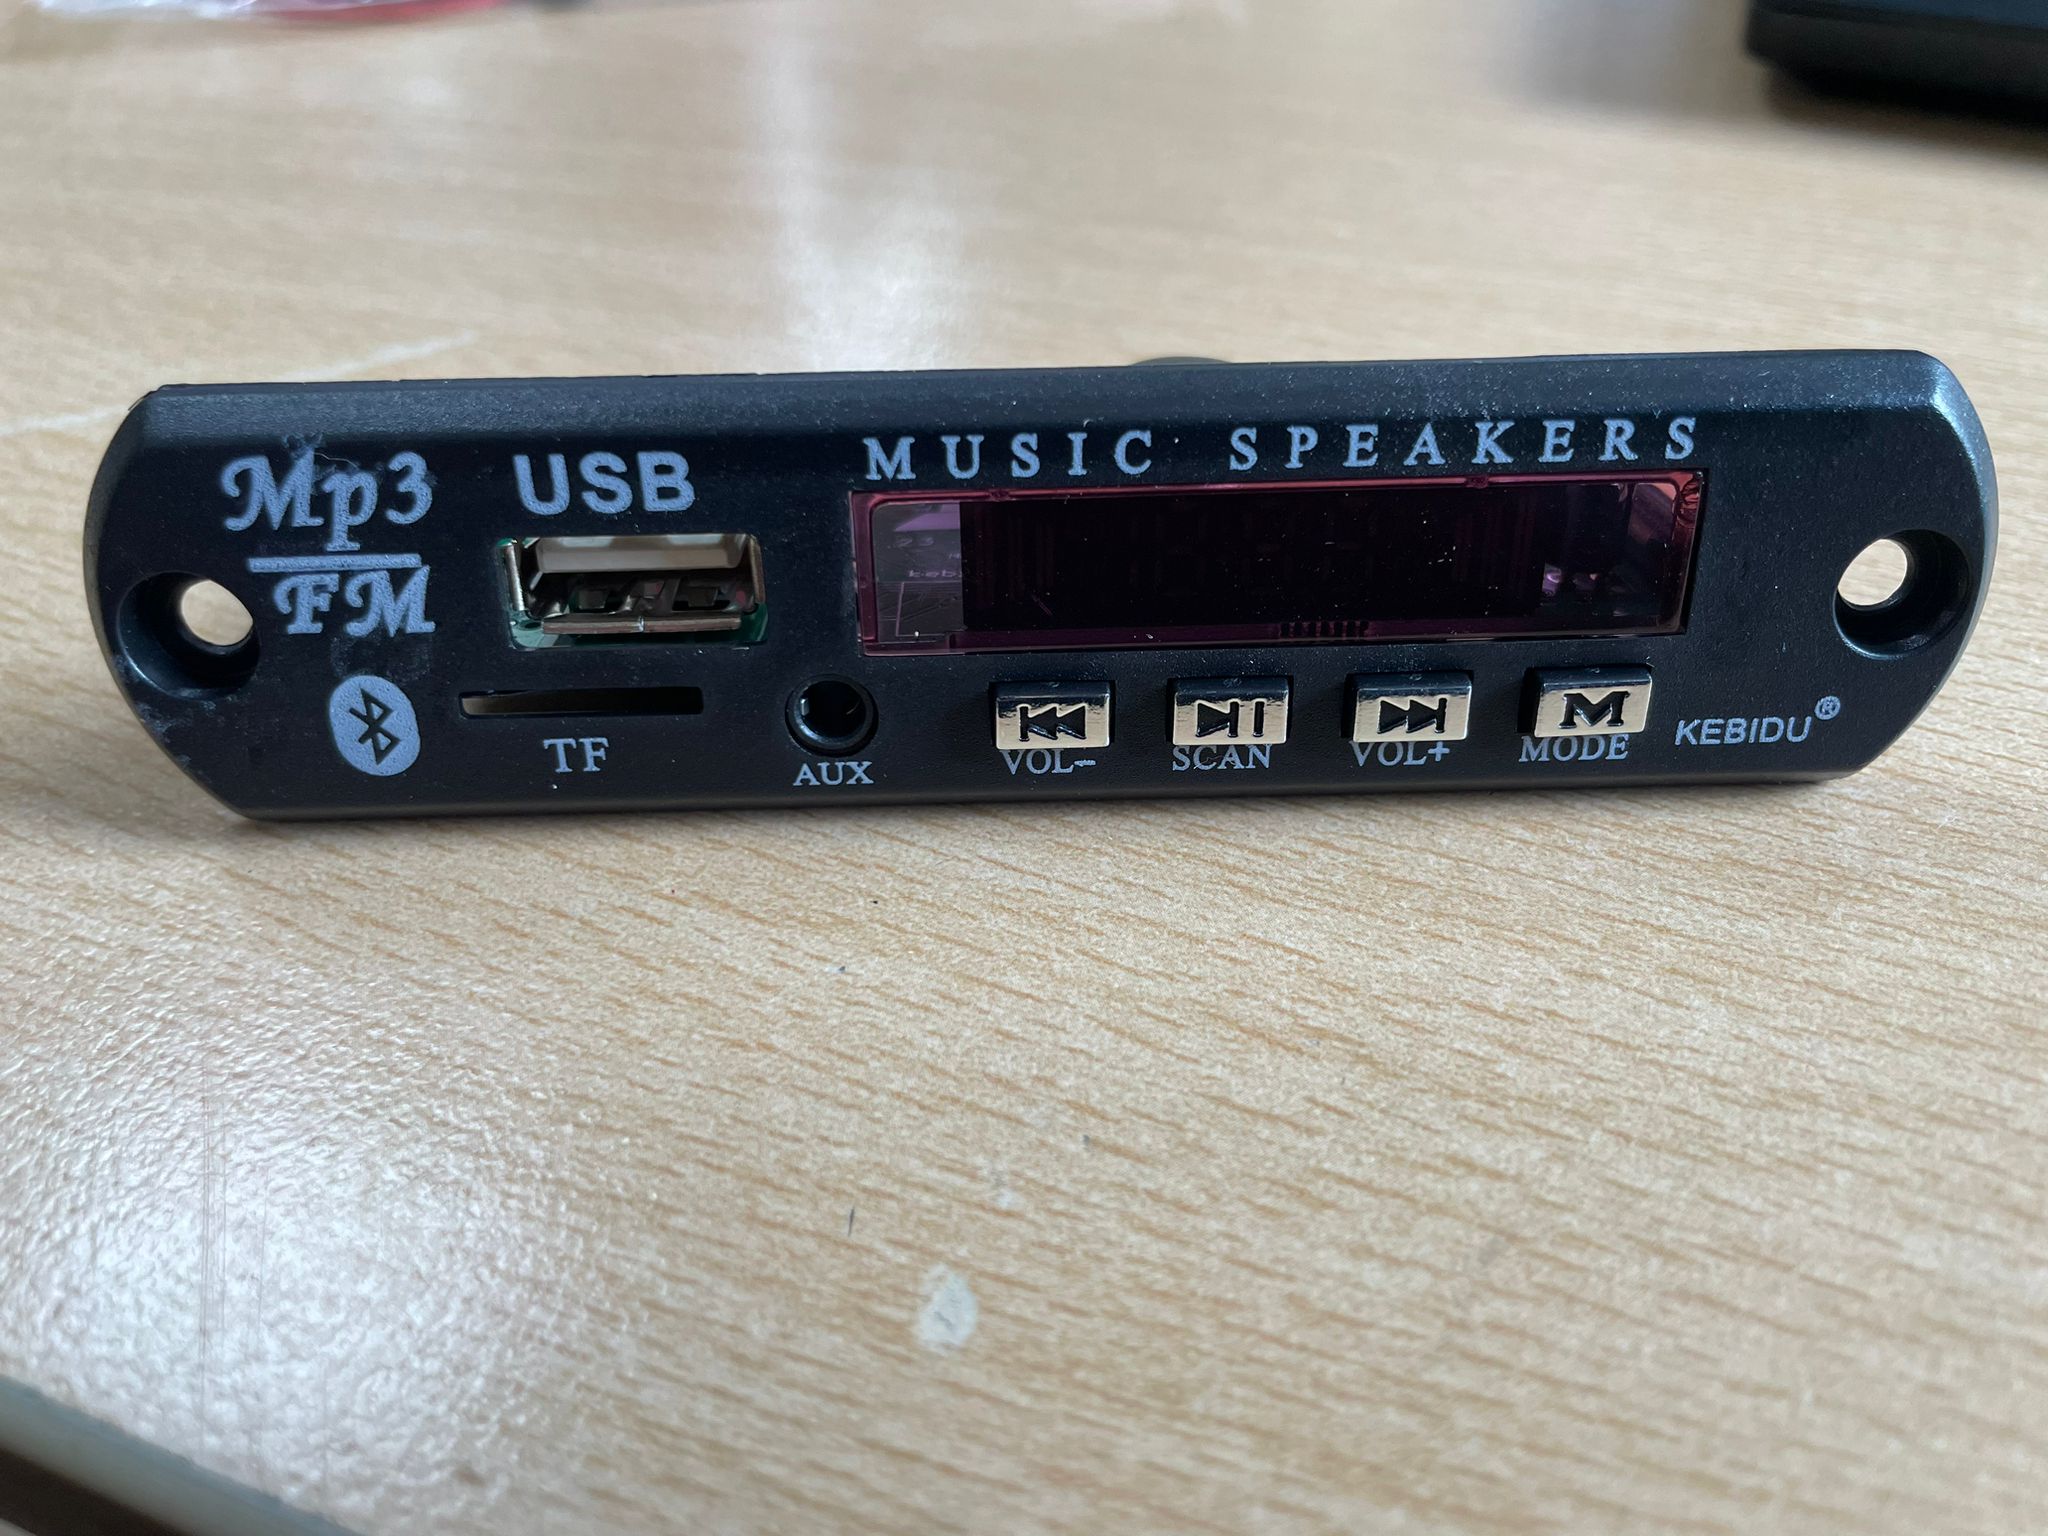 Mp3
FM
USB
MUSIC SPEAKERS
TF
AUX
VOL-
SCAN
VOL+
M
MODE
KEBIDU®